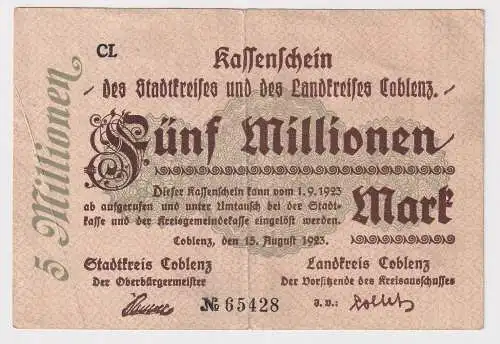 CL
Kassenschein
des Stadtkreises und des Landkreises Coblenz.
5 Millionen
Fünf Millionen
Mark
Dieser Kassenschein kann vom 1.9.1923
ab aufgerufen und unter Umtausch bei der Stadt-
kasse und der Kreisgemeindekasse eingelöst werden.
Coblenz, den 15. August 1923.
Stadtkreis Coblenz
Der Oberbürgermeister
Landkreis Coblenz
Der Vorsitzende des Kreisausschusses
№ 65428
J.V.: